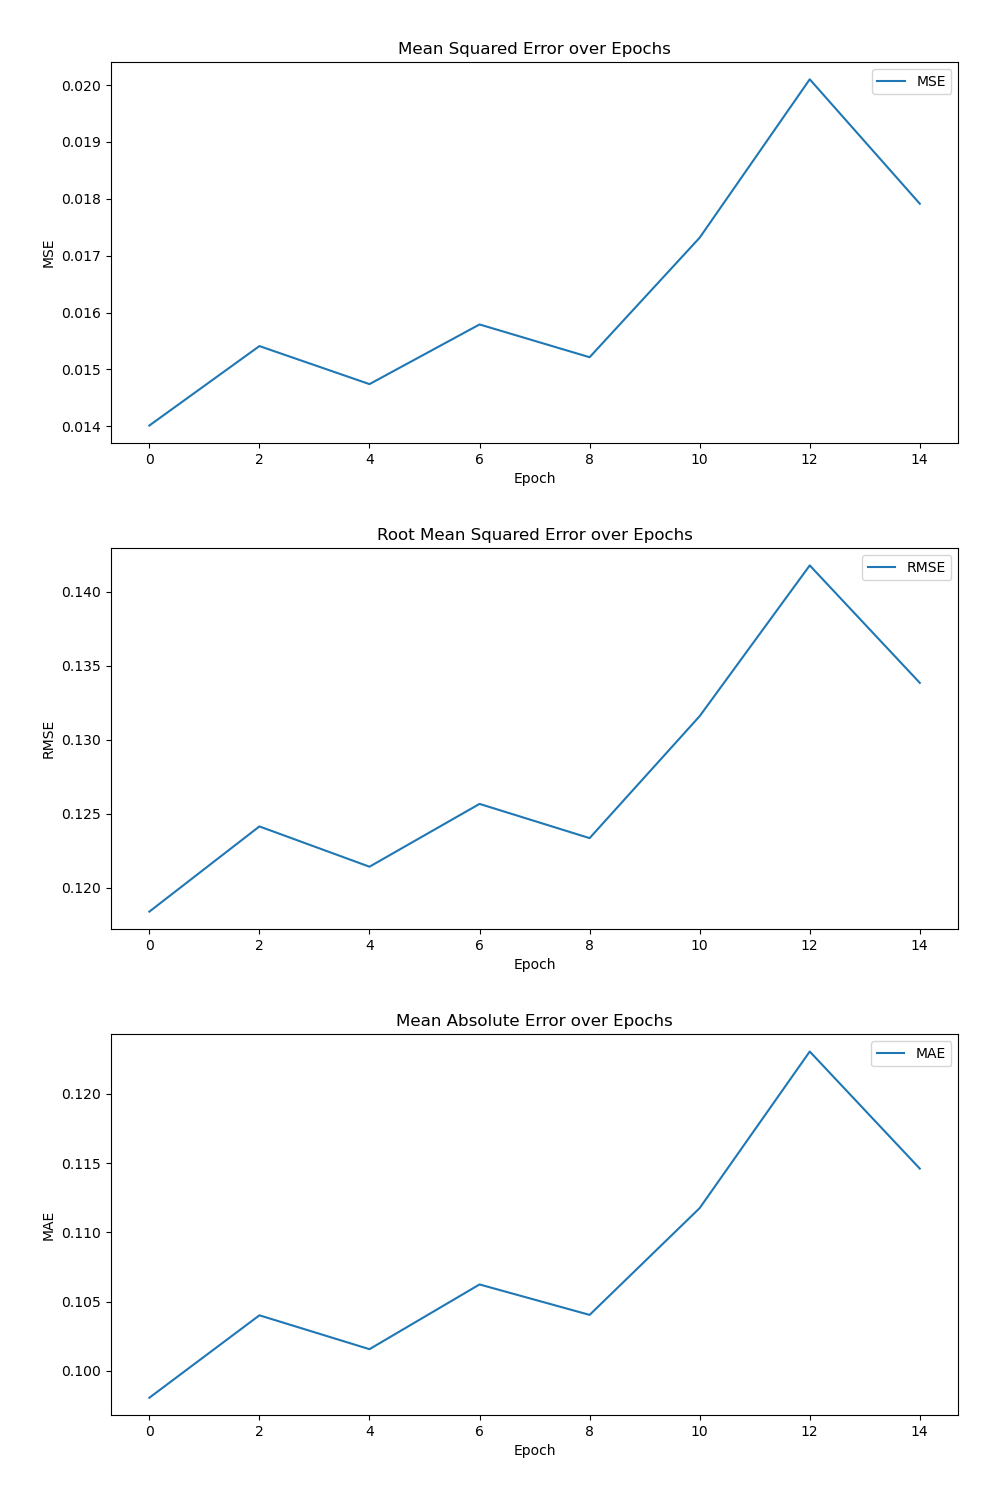 Mean Squared Error over Epochs
MSE
0.020
0.019
0.018
0.017
0.016
0.015
0.014
MSE
0 2 4 6 8 10 12 14
Epoch
Root Mean Squared Error over Epochs
RMSE
0.140
0.135
0.130
0.125
0.120
RMSE
0 2 4 6 8 10 12 14
Epoch
Mean Absolute Error over Epochs
MAE
0.120
0.115
0.110
0.105
0.100
MAE
0 2 4 6 8 10 12 14
Epoch